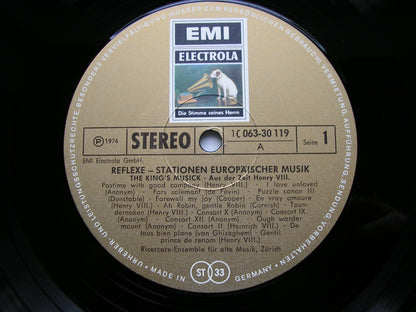 EMI
ELECTROLA
Die Stimme seines Herrn
℗ 1974
STEREO
1C 063-30 119
A
Seite 1
EMI Electrola GmbH.
REFLEXE – STATIONEN EUROPÄISCHER MUSIK
THE KING'S MUSICK - Aus der Zeit Henry VIII.
Pastime with good company (Henry VIII.) - I love unloved
(Anonym) - Fors solement (de Févin) - Puzzle canon III
(Dunstable) - Farewell my joy (Cooper) - En vray amoure
(Henry VIII.) - Ah Robin, gentle Robin (Cornish) - Taun-
dernaken (Henry VIII.) - Consort X (Anonym) - Consort IX
(Anonym) - Consort XII (Anonym) - Ough warder
mount (Anonym) - Consort II (Heinrich VIII.) - De
tous bien plane (van Ghizeghem) - Gentil
prince de renom (Henry VIII.)
Ricercare-Ensemble für alte Musik, Zürich
MADE IN
ST 33
GERMANY